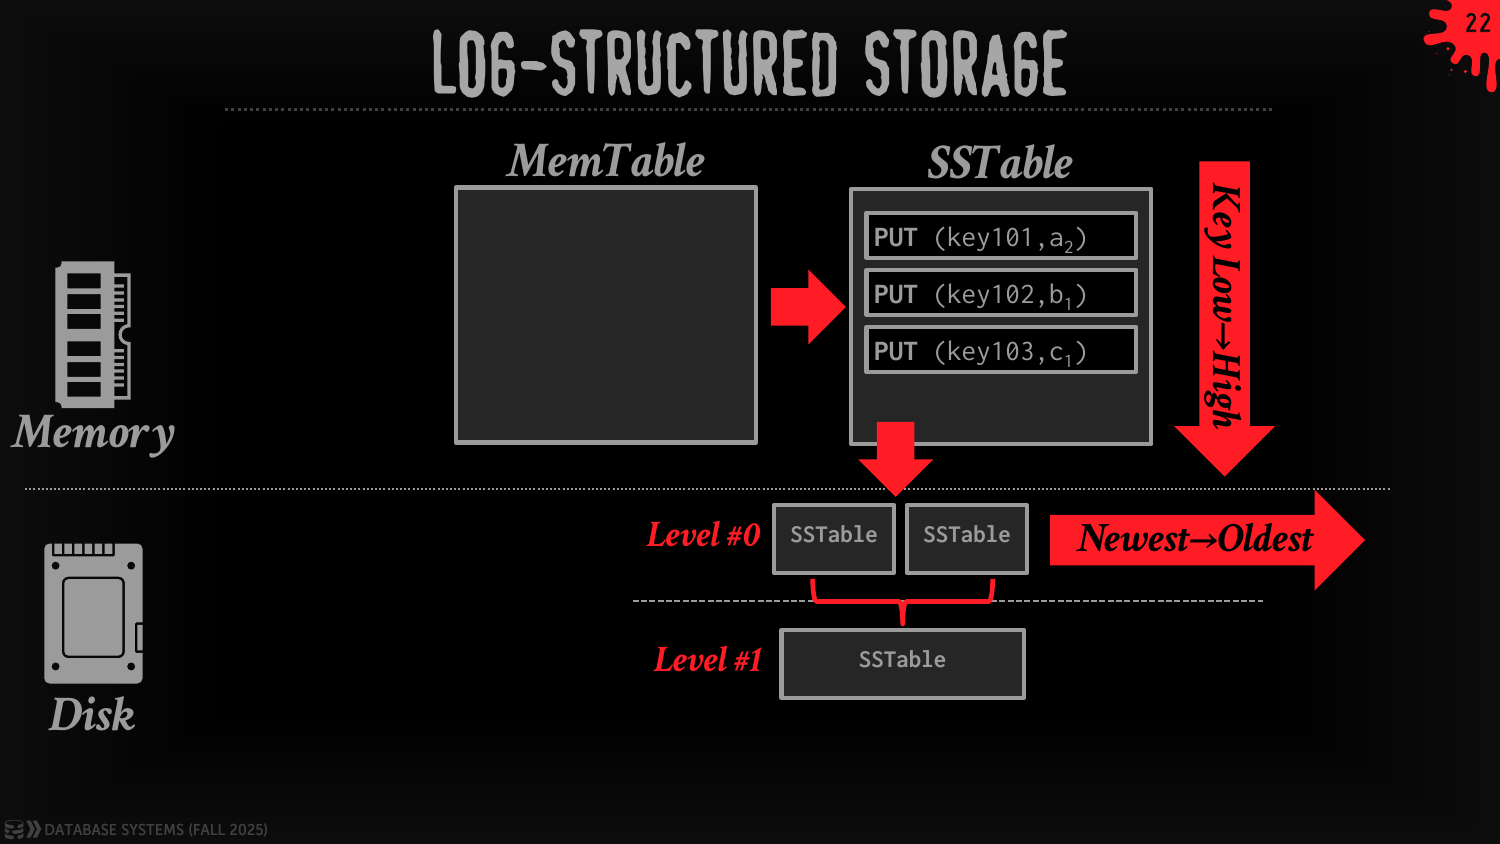 22
LOG-STRUCTURED STORAGE
MemTable
SSTable
PUT (key101,a₂)
PUT (key102,b₁)
PUT (key103,c₁)
Key Low→High
Memory
Level #0
SSTable
SSTable
Newest→Oldest
Level #1
SSTable
Disk
DATABASE SYSTEMS (FALL 2025)